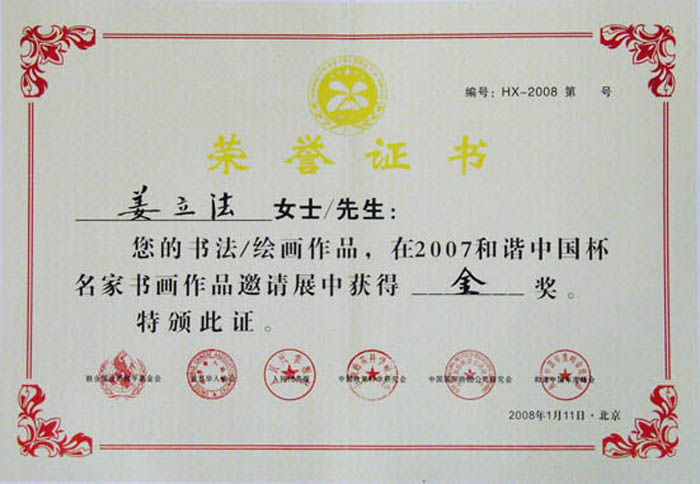 编号：HX-2008 第 号
荣誉证书
姜立法 女士/先生：
您的书法/绘画作品，在2007和谐中国杯
名家书画作品邀请展中获得 金 奖。
特颁此证。
2008年1月11日·北京